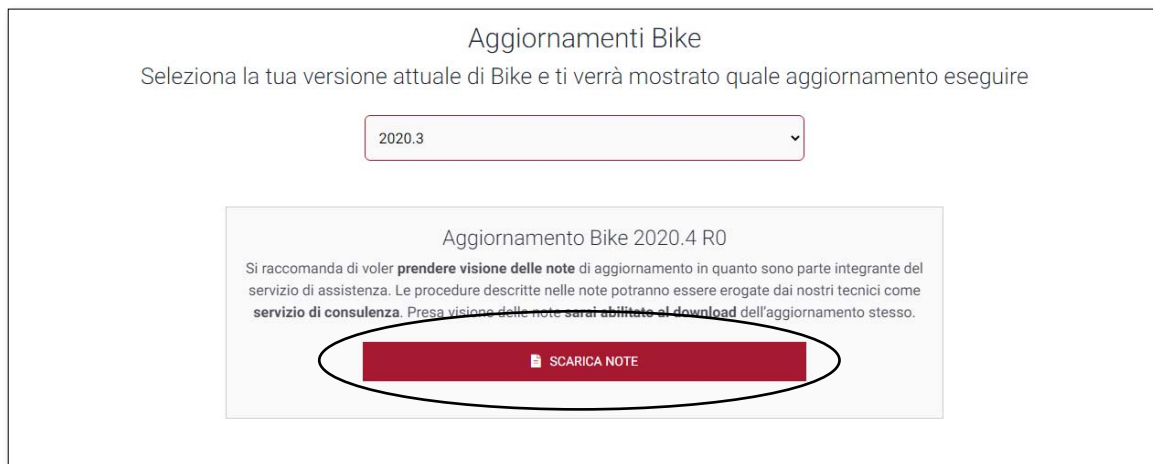 Aggiornamenti Bike
Seleziona la tua versione attuale di Bike e ti verrà mostrato quale aggiornamento eseguire
2020.3
Aggiornamento Bike 2020.4 R0
Si raccomanda di voler prendere visione delle note di aggiornamento in quanto sono parte integrante del
servizio di assistenza. Le procedure descritte nelle note potranno essere erogate dai nostri tecnici come
servizio di consulenza. Presa visione delle note sarai abilitato al download dell'aggiornamento stesso.
SCARICA NOTE